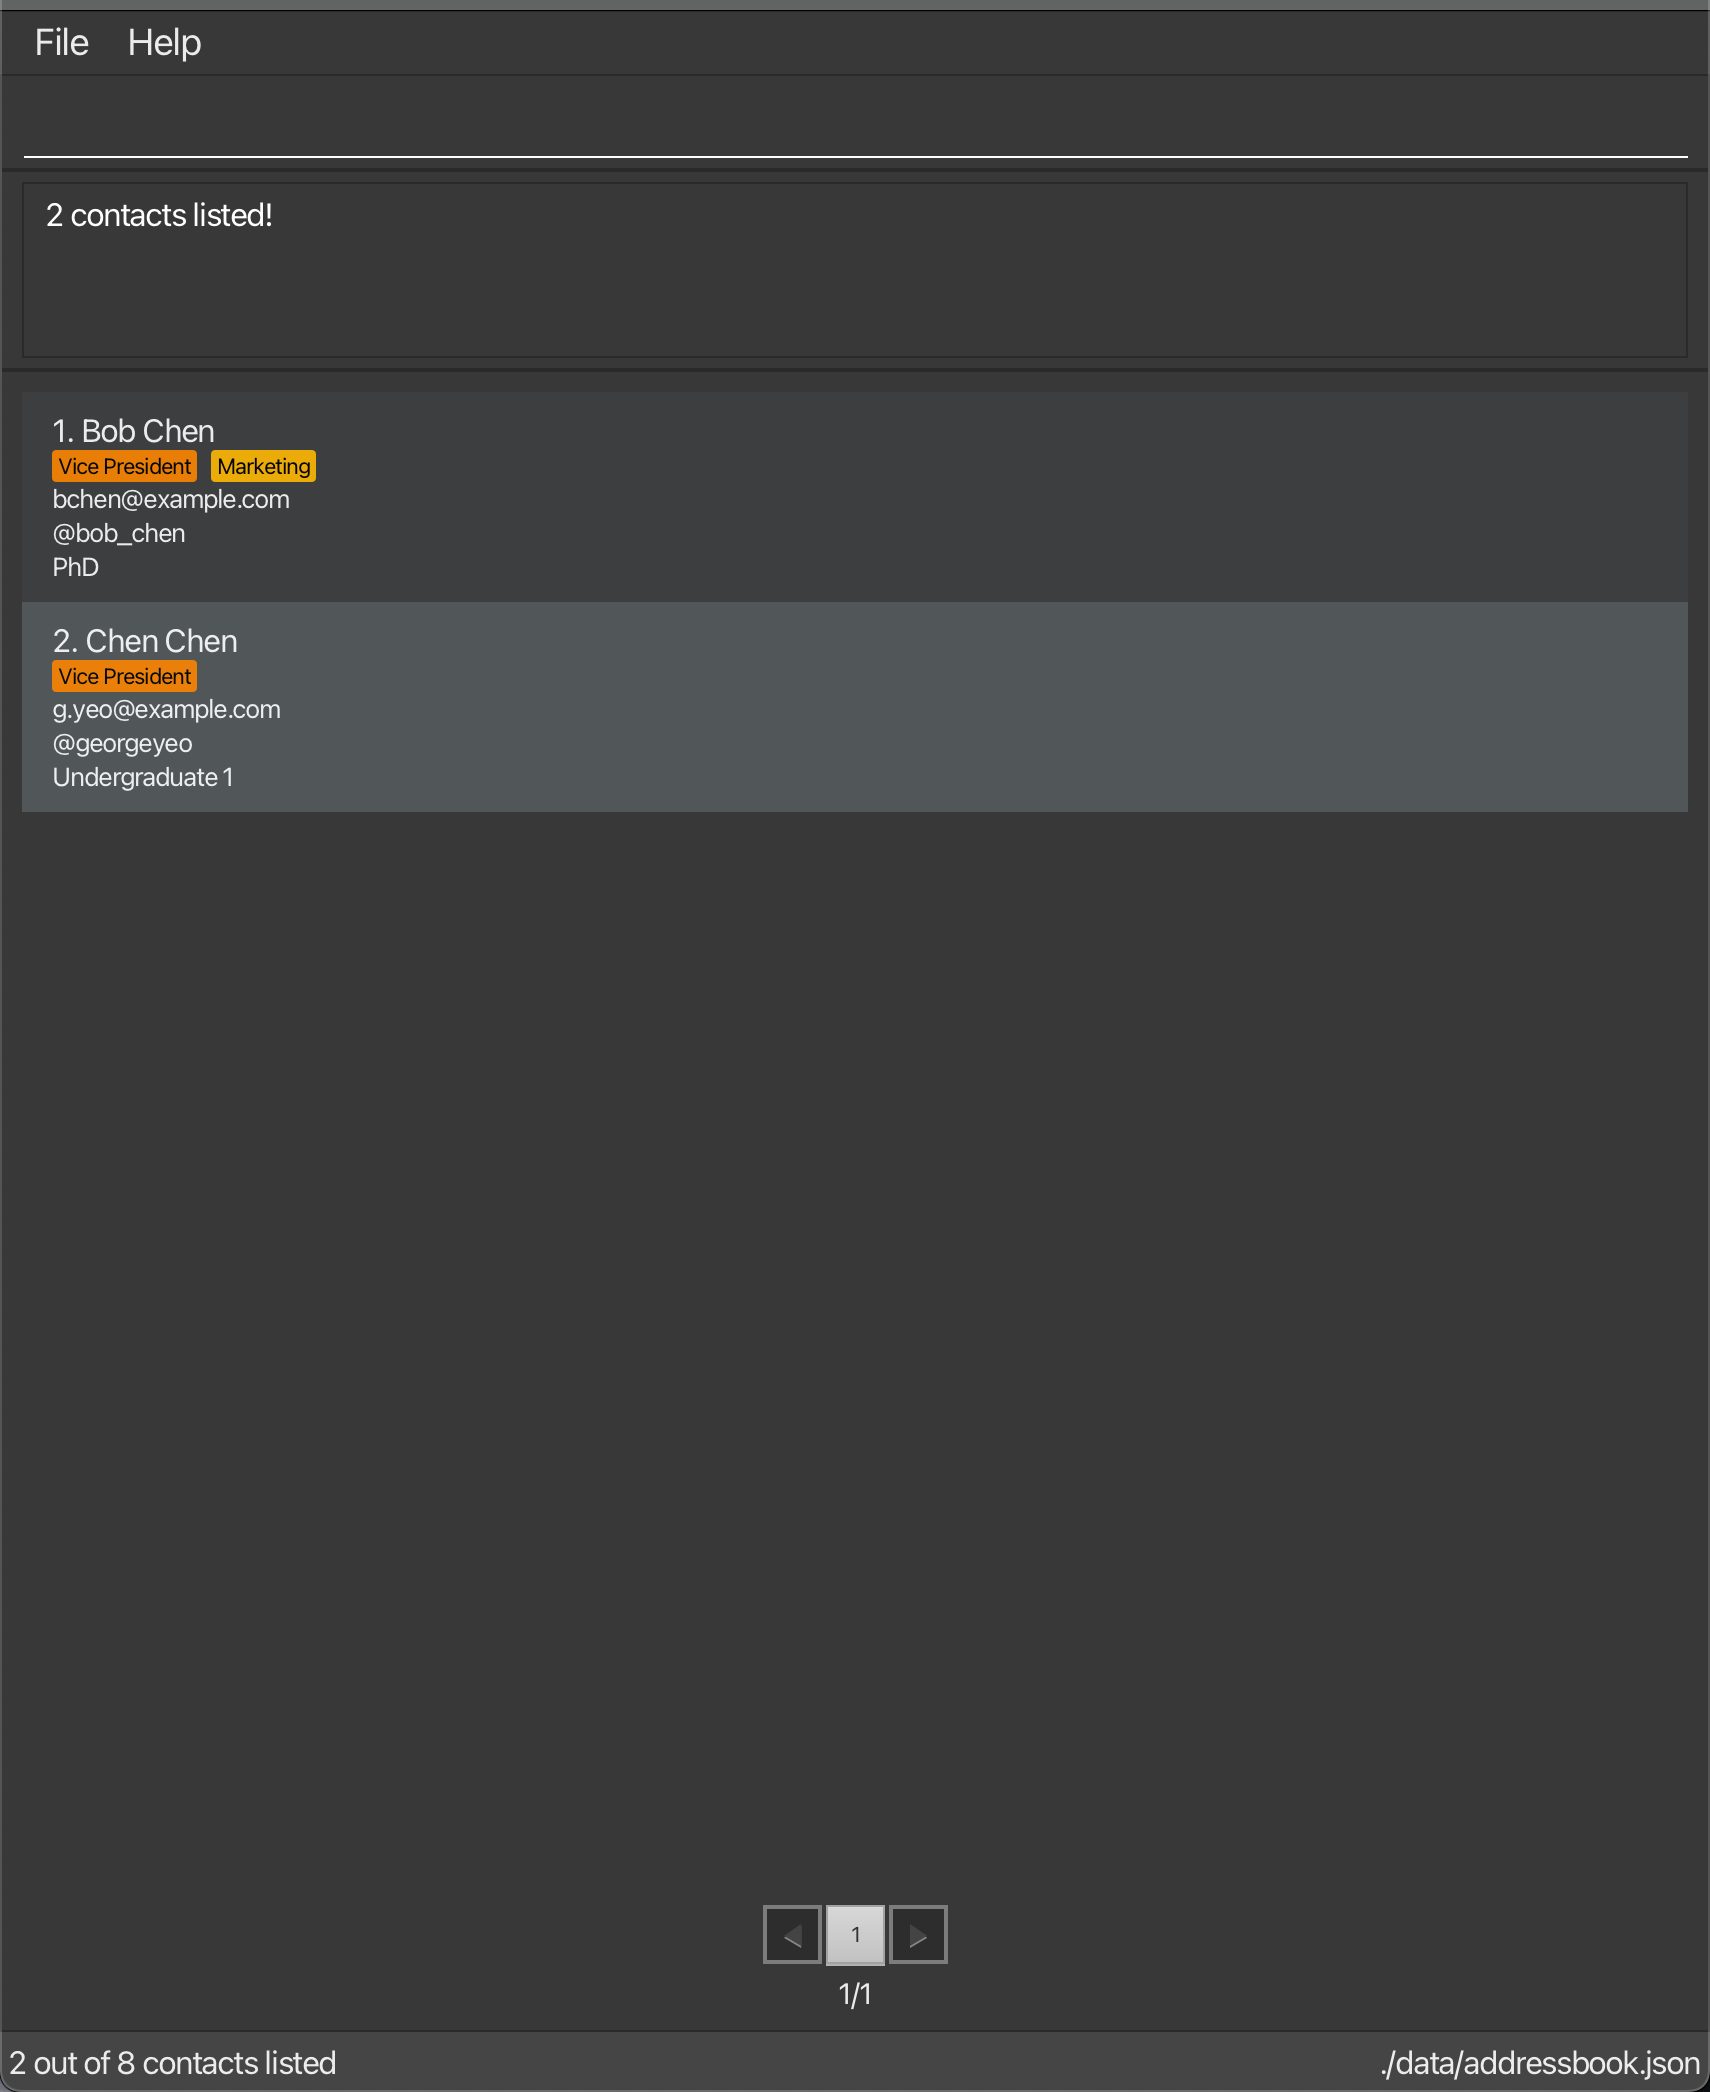 File Help
2 contacts listed!
1. Bob Chen
Vice President Marketing
bchen@example.com
@bob_chen
PhD
2. Chen Chen
Vice President
g.yeo@example.com
@georgeyeo
Undergraduate 1
1
1/1
2 out of 8 contacts listed ./data/addressbook.json